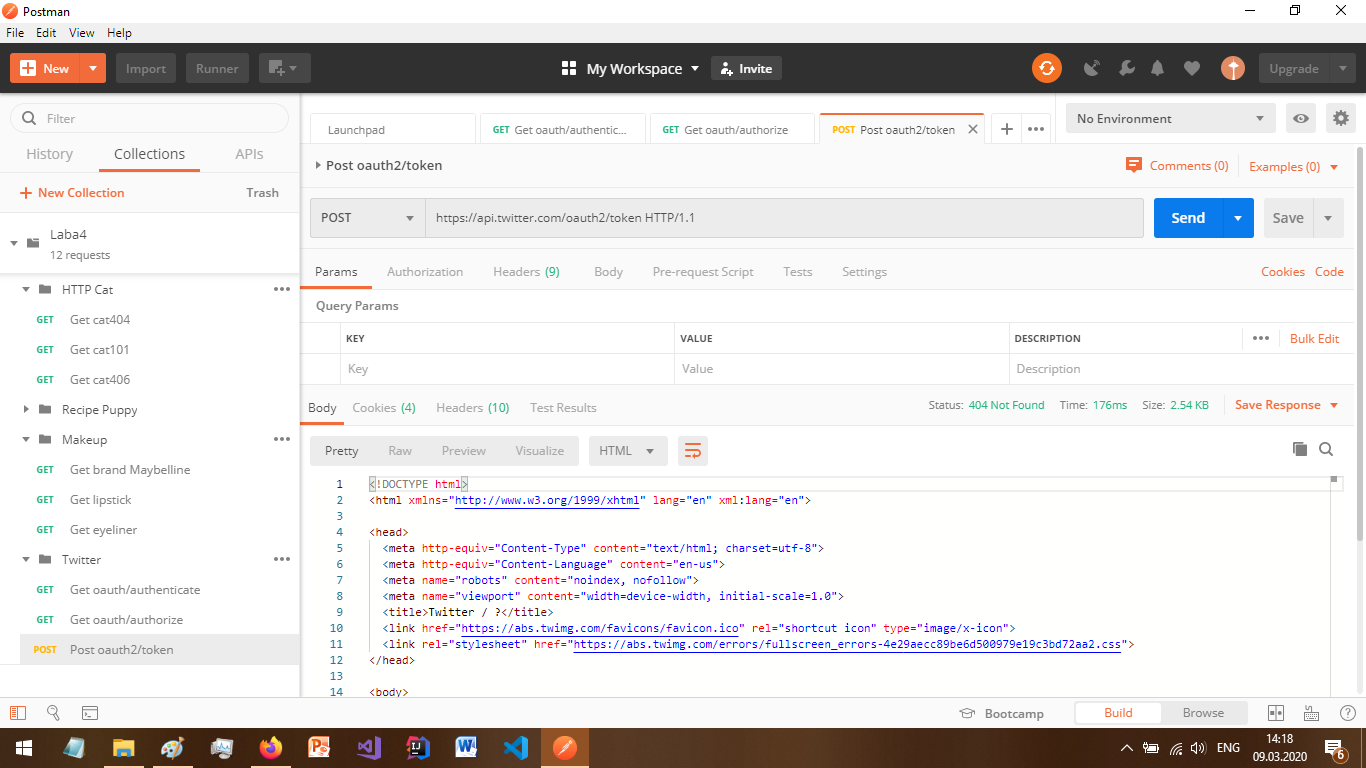 Postman
File Edit View Help
New Import Runner My Workspace Invite Upgrade
Filter
History Collections APIs
New Collection Trash
Laba4
12 requests
HTTP Cat
GET Get cat404
GET Get cat101
GET Get cat406
Recipe Puppy
Makeup
GET Get brand Maybelline
GET Get lipstick
GET Get eyeliner
Twitter
GET Get oauth/authenticate
GET Get oauth/authorize
POST Post oauth2/token
Launchpad GET Get oauth/authentic... GET Get oauth/authorize POST Post oauth2/token No Environment
Post oauth2/token Comments (0) Examples (0)
POST https://api.twitter.com/oauth2/token HTTP/1.1 Send Save
Params Authorization Headers (9) Body Pre-request Script Tests Settings Cookies Code
Query Params
KEY VALUE DESCRIPTION Bulk Edit
Key Value Description
Body Cookies (4) Headers (10) Test Results Status: 404 Not Found Time: 176ms Size: 2.54 KB Save Response
Pretty Raw Preview Visualize HTML
1 <!DOCTYPE html>
2 <html xmlns="http://www.w3.org/1999/xhtml" lang="en" xml:lang="en">
3
4 <head>
5 <meta http-equiv="Content-Type" content="text/html; charset=utf-8">
6 <meta http-equiv="Content-Language" content="en-us">
7 <meta name="robots" content="noindex, nofollow">
8 <meta name="viewport" content="width=device-width, initial-scale=1.0">
9 <title>Twitter / ?</title>
10 <link href="https://abs.twimg.com/favicons/favicon.ico" rel="shortcut icon" type="image/x-icon">
11 <link rel="stylesheet" href="https://abs.twimg.com/errors/fullscreen_errors-4e29aecc89be6d500979e19c3bd72aa2.css">
12 </head>
13
14 <body>
Bootcamp Build Browse
ENG 14:18
09.03.2020 6